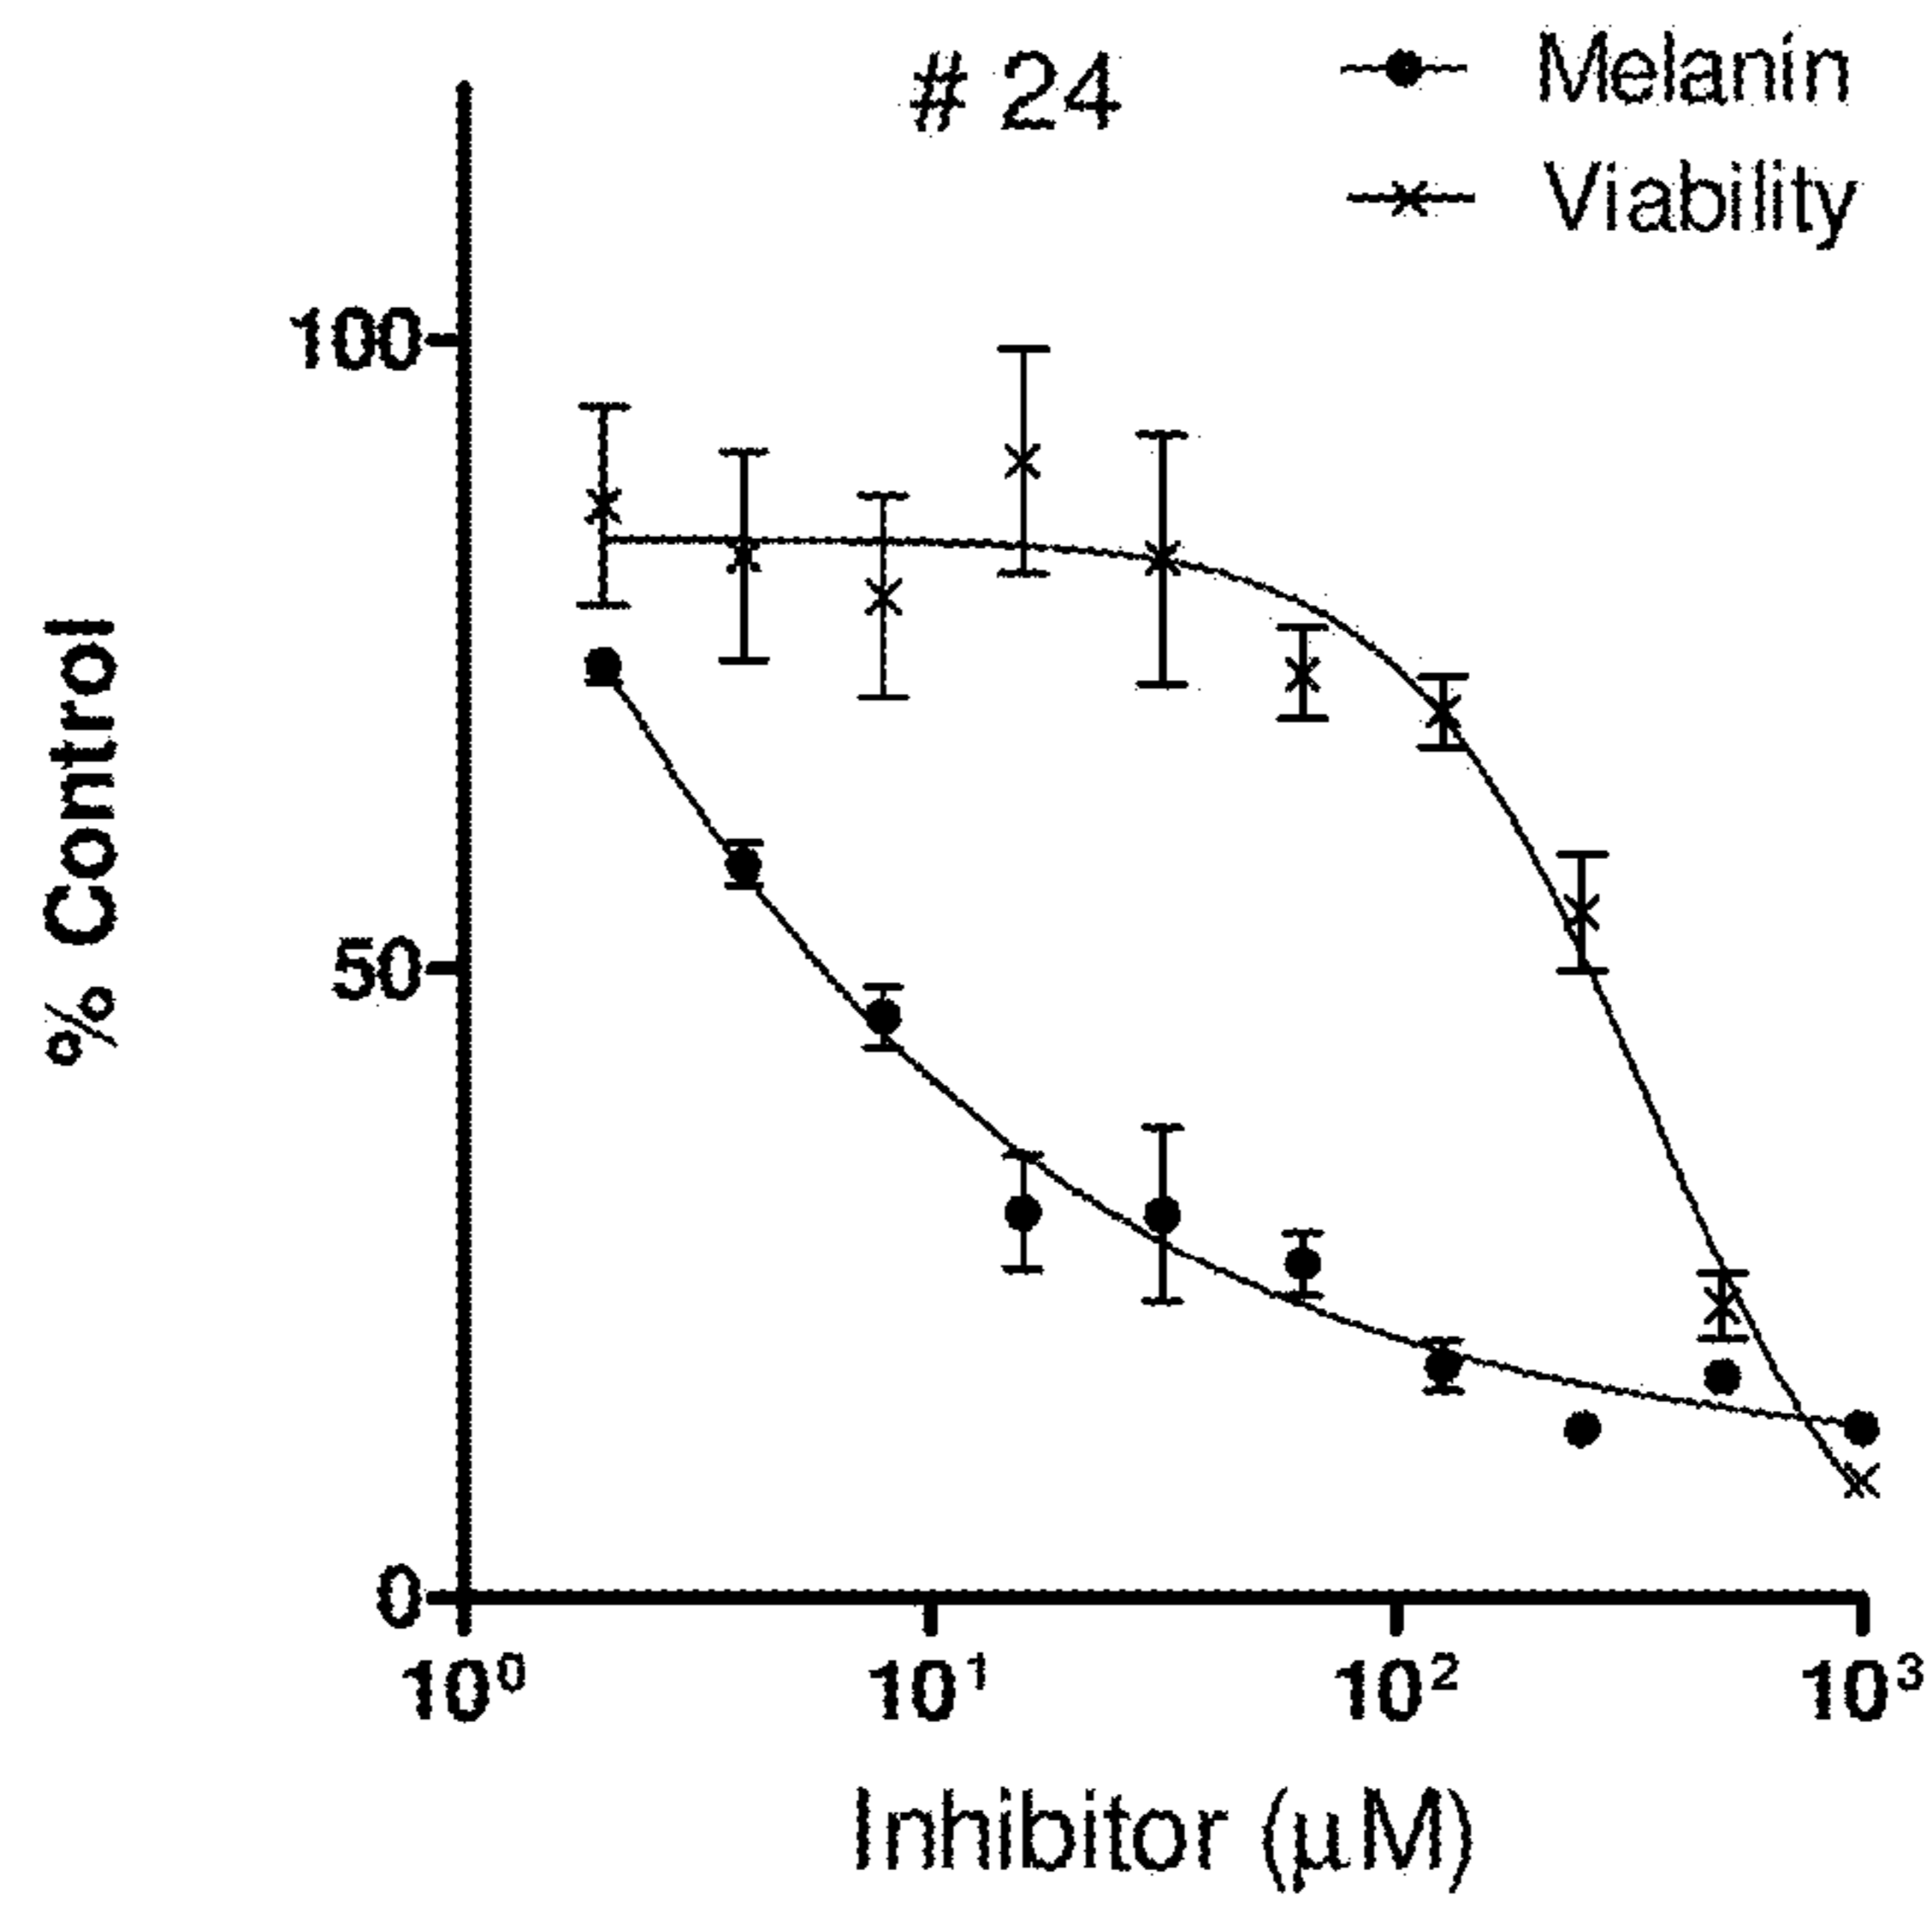 # 24
Melanin
Viability
% Control
100
50
0
10⁰
10¹
10²
10³
Inhibitor (µM)